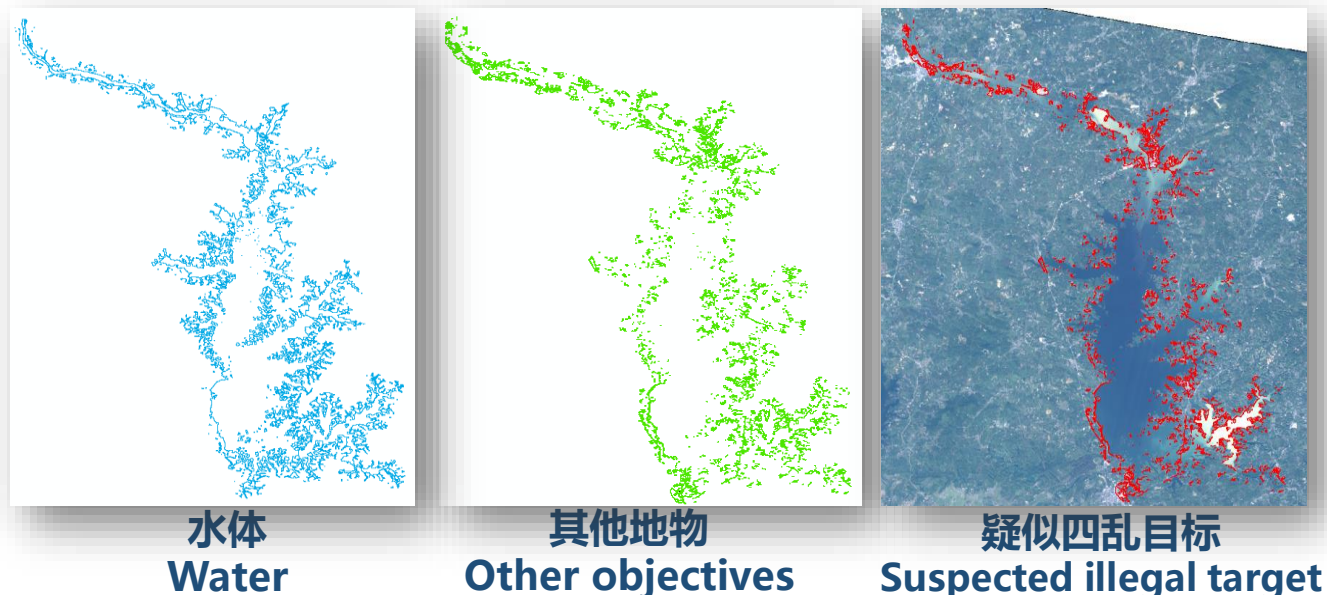 水体
Water
其他地物
Other objectives
疑似四乱目标
Suspected illegal target